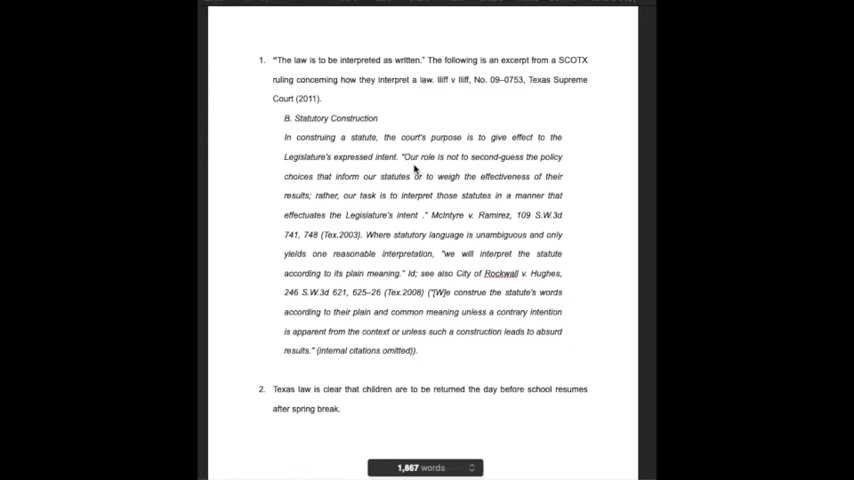 1. "The law is to be interpreted as written." The following is an excerpt from a SCOTX
ruling concerning how they interpret a law. Iliff v Iliff, No. 09–0753, Texas Supreme
Court (2011).
B. Statutory Construction
In construing a statute, the court's purpose is to give effect to the
Legislature's expressed intent. "Our role is not to second-guess the policy
choices that inform our statutes or to weigh the effectiveness of their
results; rather, our task is to interpret those statutes in a manner that
effectuates the Legislature's intent ." McIntyre v. Ramirez, 109 S.W.3d
741, 748 (Tex.2003). Where statutory language is unambiguous and only
yields one reasonable interpretation, "we will interpret the statute
according to its plain meaning." Id; see also City of Rockwall v. Hughes,
246 S.W.3d 621, 625–26 (Tex.2008) ("[W]e construe the statute's words
according to their plain and common meaning unless a contrary intention
is apparent from the context or unless such a construction leads to absurd
results." (internal citations omitted)).
2. Texas law is clear that children are to be returned the day before school resumes
after spring break.
1,867 words